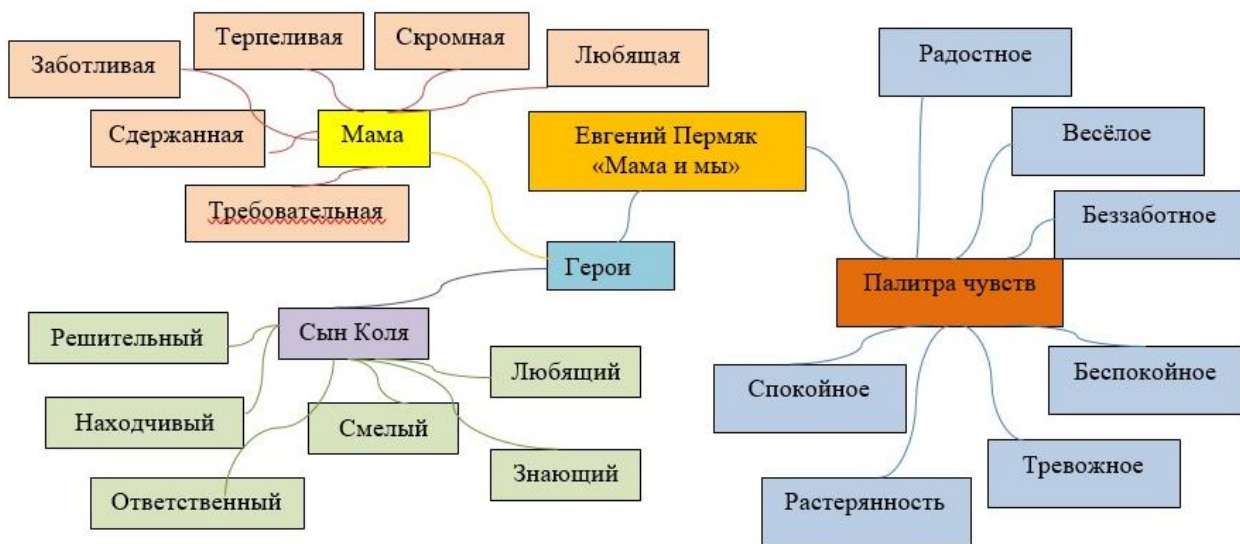 Терпеливая
Скромная
Радостное
Заботливая
Любящая
Сдержанная
Мама
Евгений Пермяк
«Мама и мы»
Весёлое
Требовательная
Беззаботное
Герои
Палитра чувств
Решительный
Сын Коля
Любящий
Спокойное
Беспокойное
Находчивый
Смелый
Знающий
Тревожное
Ответственный
Растерянность